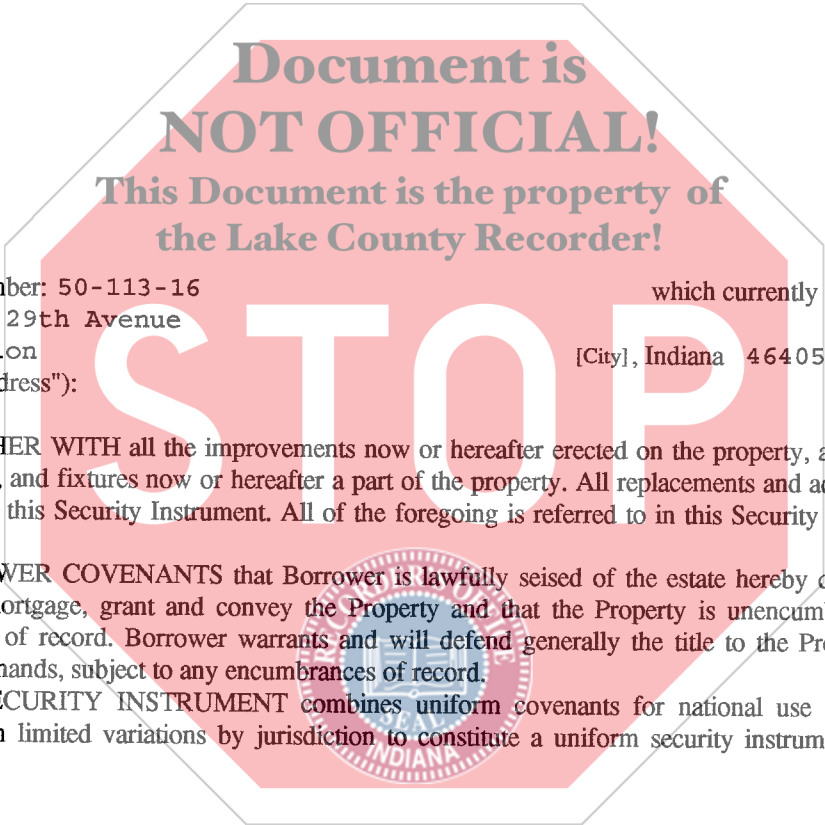 Document is
NOT OFFICIAL!
This Document is the property of
the Lake County Recorder!
ber: 50-113-16 which currently
29th Avenue
on [City], Indiana 46405
dress"):
STOP
HER WITH all the improvements now or hereafter erected on the property, a
, and fixtures now or hereafter a part of the property. All replacements and ad
this Security Instrument. All of the foregoing is referred to in this Security
WER COVENANTS that Borrower is lawfully seised of the estate hereby c
ortgage, grant and convey the Property and that the Property is unencum
of record. Borrower warrants and will defend generally the title to the Pro
nands, subject to any encumbrances of record.
ECURITY INSTRUMENT combines uniform covenants for national use
limited variations by jurisdiction to constitute a uniform security instrum
SEAL
INDIANA